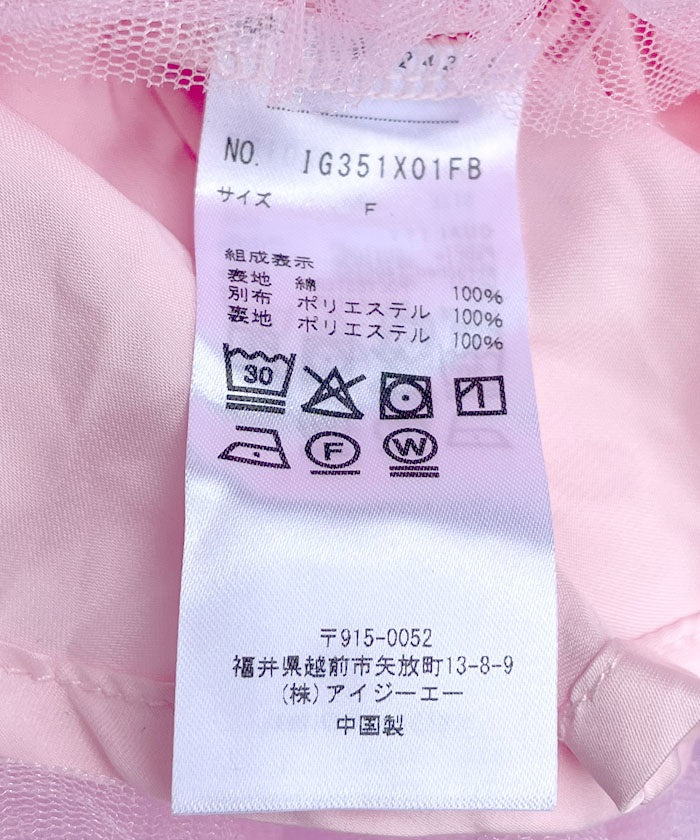 NO. IG351X01FB
サイズ F
組成表示
表地 綿 100%
別布 ポリエステル 100%
裏地 ポリエステル 100%
30
F W
〒915-0052
福井県越前市矢放町13-8-9
(株)アイジーエー
中国製